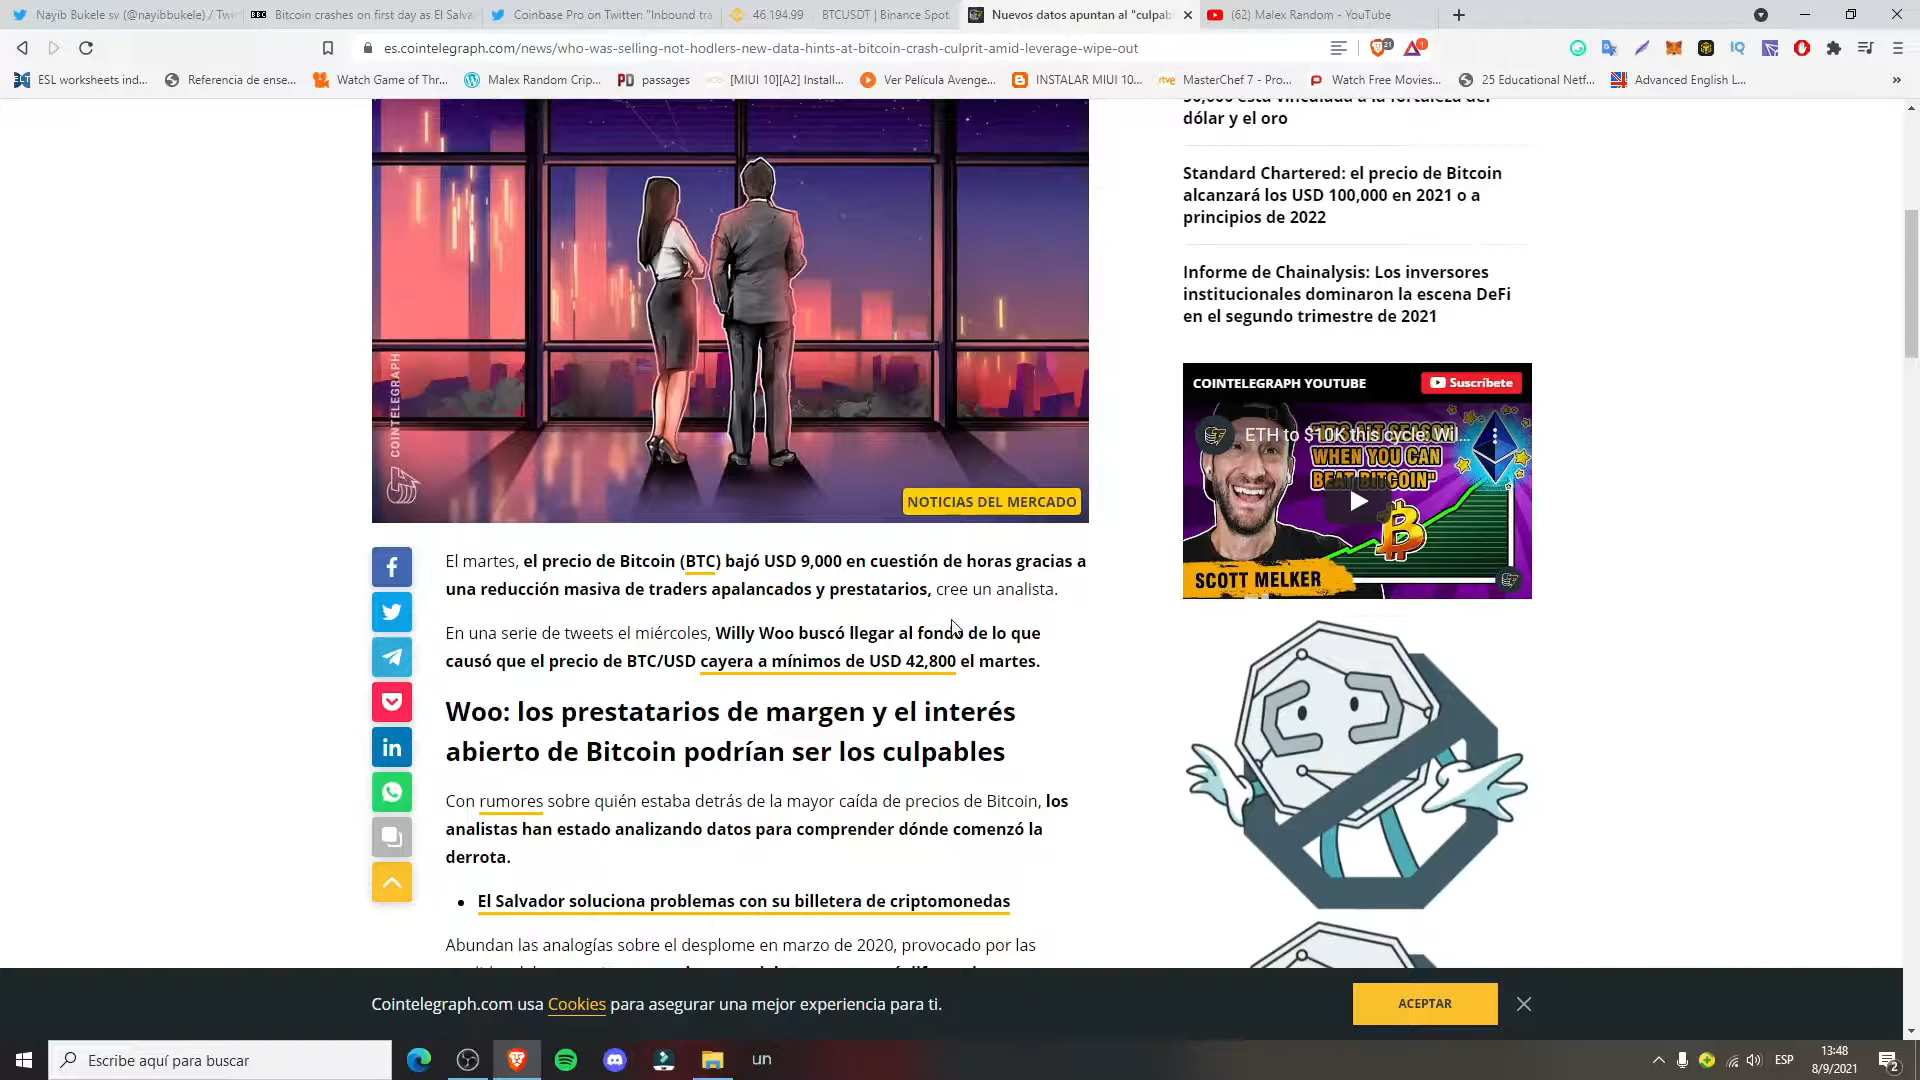 Nayib Bukele sv (@nayibbukele) / Twi
Bitcoin crashes on first day as El Salva
Coinbase Pro on Twitter: "Inbound tra
46,194.99 BTCUSDT | Binance Spot
Nuevos datos apuntan al "culpab
(62) Malex Random - YouTube
es.cointelegraph.com/news/who-was-selling-not-hodlers-new-data-hints-at-bitcoin-crash-culprit-amid-leverage-wipe-out
21
1
ESL worksheets ind...
Referencia de ense...
Watch Game of Thr...
Malex Random Crip...
passages
[MIUI 10][A2] Install...
Ver Película Avenge...
INSTALAR MIUI 10...
MasterChef 7 - Pro...
Watch Free Movies...
25 Educational Netf...
Advanced English L...
COINTELEGRAPH
NOTICIAS DEL MERCADO
El martes, el precio de Bitcoin (BTC) bajó USD 9,000 en cuestión de horas gracias a
una reducción masiva de traders apalancados y prestatarios, cree un analista.
En una serie de tweets el miércoles, Willy Woo buscó llegar al fondo de lo que
causó que el precio de BTC/USD cayera a mínimos de USD 42,800 el martes.
Woo: los prestatarios de margen y el interés
abierto de Bitcoin podrían ser los culpables
Con rumores sobre quién estaba detrás de la mayor caída de precios de Bitcoin, los
analistas han estado analizando datos para comprender dónde comenzó la
derrota.
El Salvador soluciona problemas con su billetera de criptomonedas
Abundan las analogías sobre el desplome en marzo de 2020, provocado por las
50,000 está vinculada a la fortaleza del
dólar y el oro
Standard Chartered: el precio de Bitcoin
alcanzará los USD 100,000 en 2021 o a
principios de 2022
Informe de Chainalysis: Los inversores
institucionales dominaron la escena DeFi
en el segundo trimestre de 2021
COINTELEGRAPH YOUTUBE
Suscríbete
ETH to $10K this cycle: Wil...
WHEN YOU CAN
BEAT BITCOIN"
SCOTT MELKER
Cointelegraph.com usa Cookies para asegurar una mejor experiencia para ti.
ACEPTAR
Escribe aquí para buscar
un
ESP
13:48
8/9/2021
2